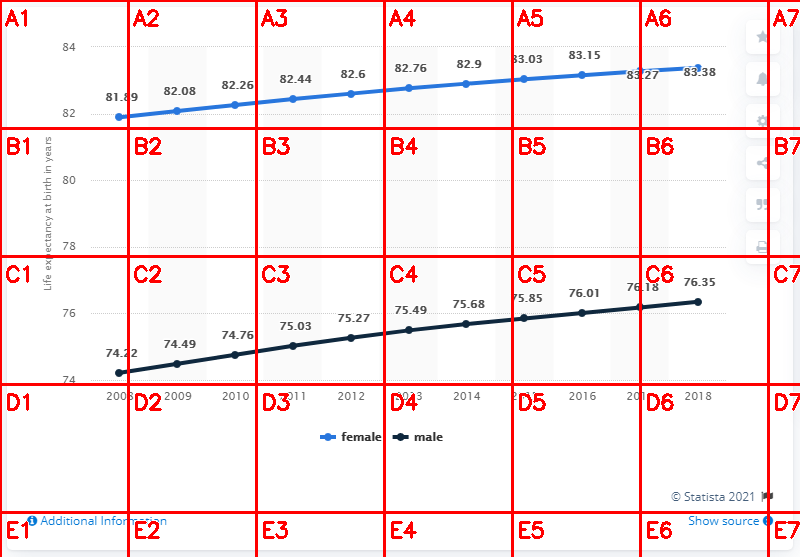 84
82
80
78
76
74
Life expectancy at birth in years
81.89 82.08 82.26 82.44 82.6 82.76 82.9 83.03 83.15 83.27 83.38
74.22 74.49 74.76 75.03 75.27 75.49 75.68 75.85 76.01 76.18 76.35
2008 2009 2010 2011 2012 2013 2014 2015 2016 2017 2018
female male
© Statista 2021
Additional Information Show source
A1 A2 A3 A4 A5 A6 A7
B1 B2 B3 B4 B5 B6 B7
C1 C2 C3 C4 C5 C6 C7
D1 D2 D3 D4 D5 D6 D7
E1 E2 E3 E4 E5 E6 E7